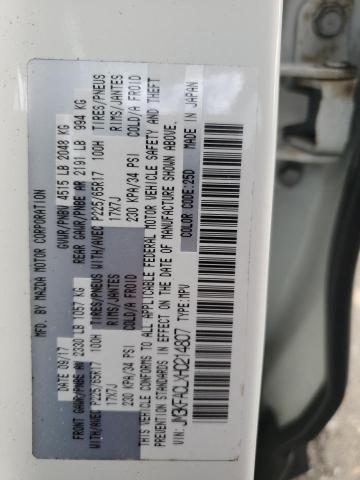 MFD. BY MAZDA MOTOR CORPORATION
DATE 09/17 GVWR/PNBV 4515 LB 2048 KG
FRONT GAWR/PNBE AV 2330 LB 1057 KG REAR GAWR/PNBE AR 2191 LB 994 KG
WITH/AVEC P225/65R17 100H TIRES/PNEUS WITH/AVEC P225/65R17 100H TIRES/PNEUS
17X7J RIMS/JANTES 17X7J RIMS/JANTES
230 KPA/34 PSI COLD/A FROID 230 KPA/34 PSI COLD/A FROID
THIS VEHICLE CONFORMS TO ALL APPLICABLE FEDERAL MOTOR VEHICLE SAFETY AND THEFT
PREVENTION STANDARDS IN EFFECT ON THE DATE OF MANUFACTURE SHOWN ABOVE.
VIN: JM3KFACLXH0214807 TYPE: MPV COLOR CODE: 25D MADE IN JAPAN